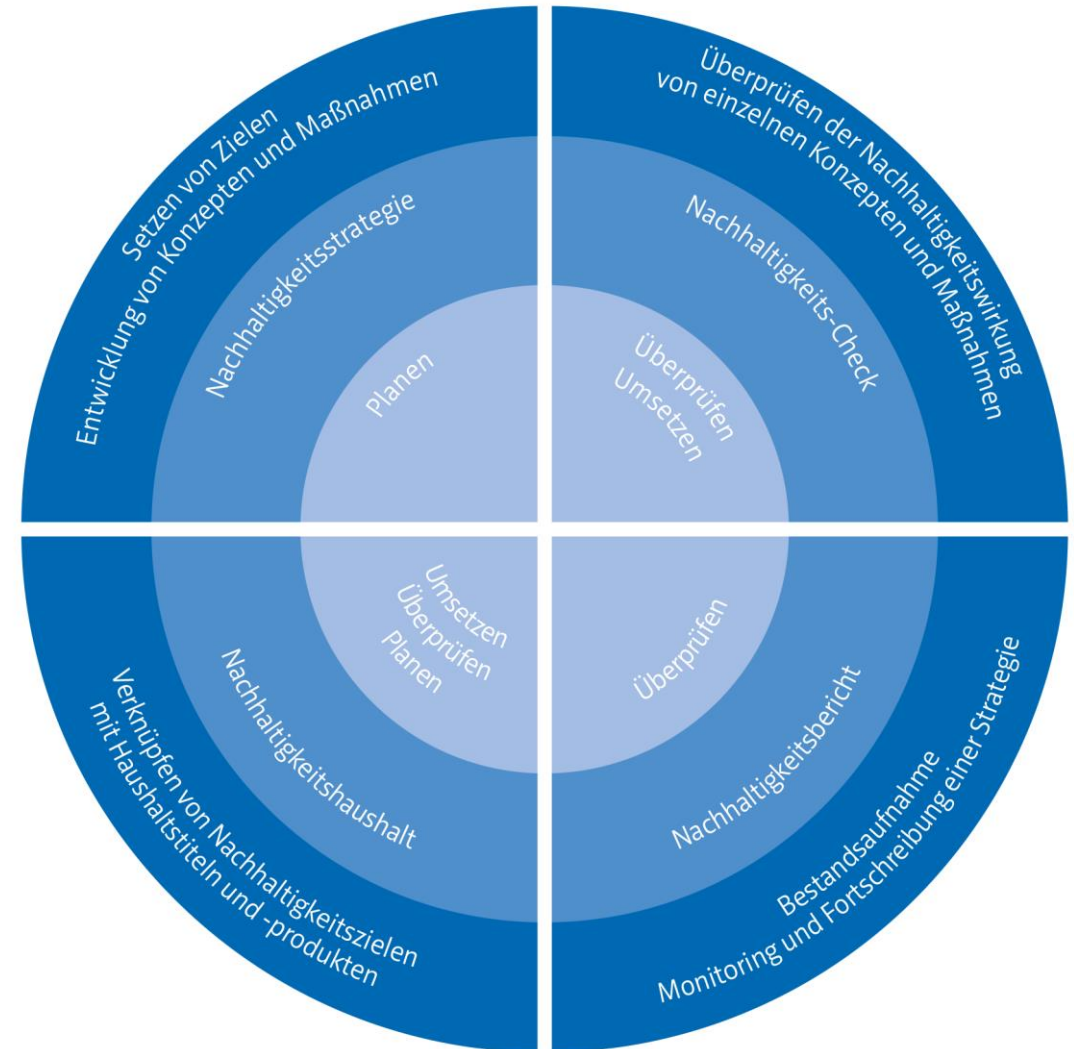 Setzen von Zielen
Entwicklung von Konzepten und Maßnahmen
Nachhaltigkeitsstrategie
Planen
Überprüfen der Nachhaltigkeitswirkung
von einzelnen Konzepten und Maßnahmen
Nachhaltigkeits-Check
Überprüfen
Umsetzen
Umsetzen
Überprüfen
Planen
Nachhaltigkeitshaushalt
Verknüpfen von Nachhaltigkeitszielen
mit Haushaltstiteln und -produkten
Überprüfen
Nachhaltigkeitsbericht
Bestandsaufnahme
Monitoring und Fortschreibung einer Strategie